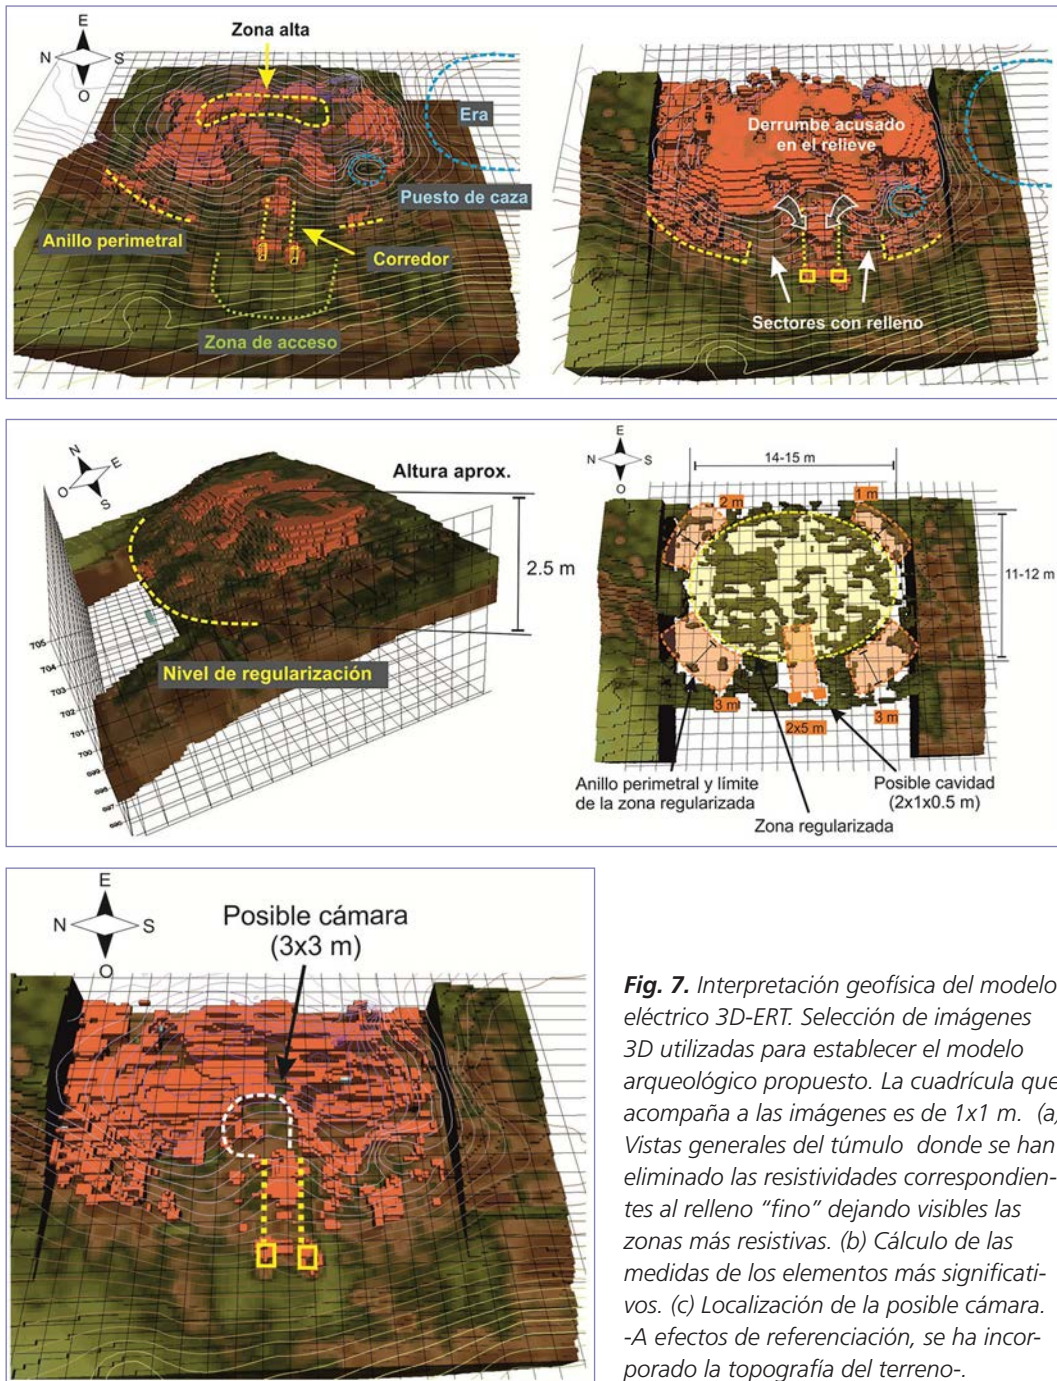 E
N
S
O
Zona alta
Era
Puesto de caza
Anillo perimetral
Corredor
Zona de acceso
Derrumbe acusado
en el relieve
Sectores con relleno
N
E
O
S
Altura aprox.
2.5 m
Nivel de regularización
705
704
703
702
701
700
699
698
697
696
E
N
S
O
14-15 m
2 m
1 m
11-12 m
3 m
2x5 m
3 m
Anillo perimetral y límite
de la zona regularizada
Posible cavidad
(2x1x0.5 m)
Zona regularizada
E
N
S
O
Posible cámara
(3x3 m)
Fig. 7. Interpretación geofísica del modelo
eléctrico 3D-ERT. Selección de imágenes
3D utilizadas para establecer el modelo
arqueológico propuesto. La cuadrícula que
acompaña a las imágenes es de 1x1 m. (a)
Vistas generales del túmulo donde se han
eliminado las resistividades correspondien-
tes al relleno “fino” dejando visibles las
zonas más resistivas. (b) Cálculo de las
medidas de los elementos más significati-
vos. (c) Localización de la posible cámara.
-A efectos de referenciación, se ha incor-
porado la topografía del terreno-.